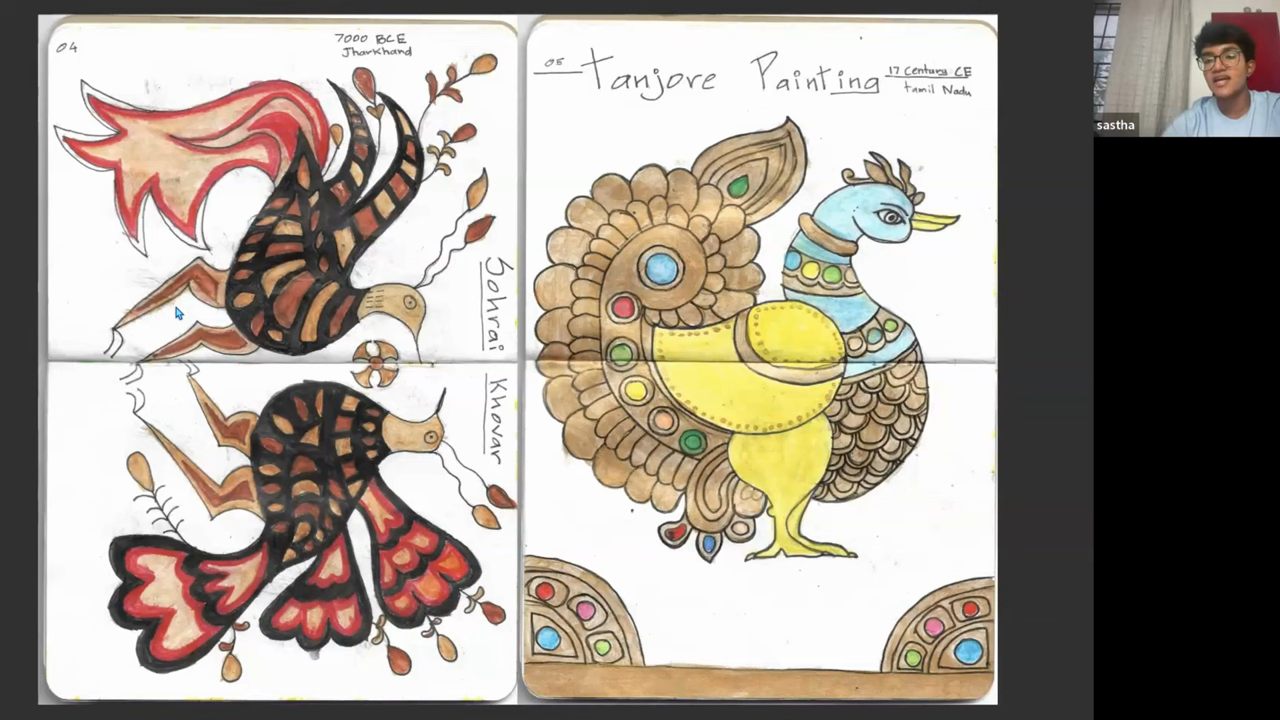 04
7000 BCE
Jharkhand
Sohrai
Khovar
05
Tanjore Painting
17 Century CE
Tamil Nadu
sastha